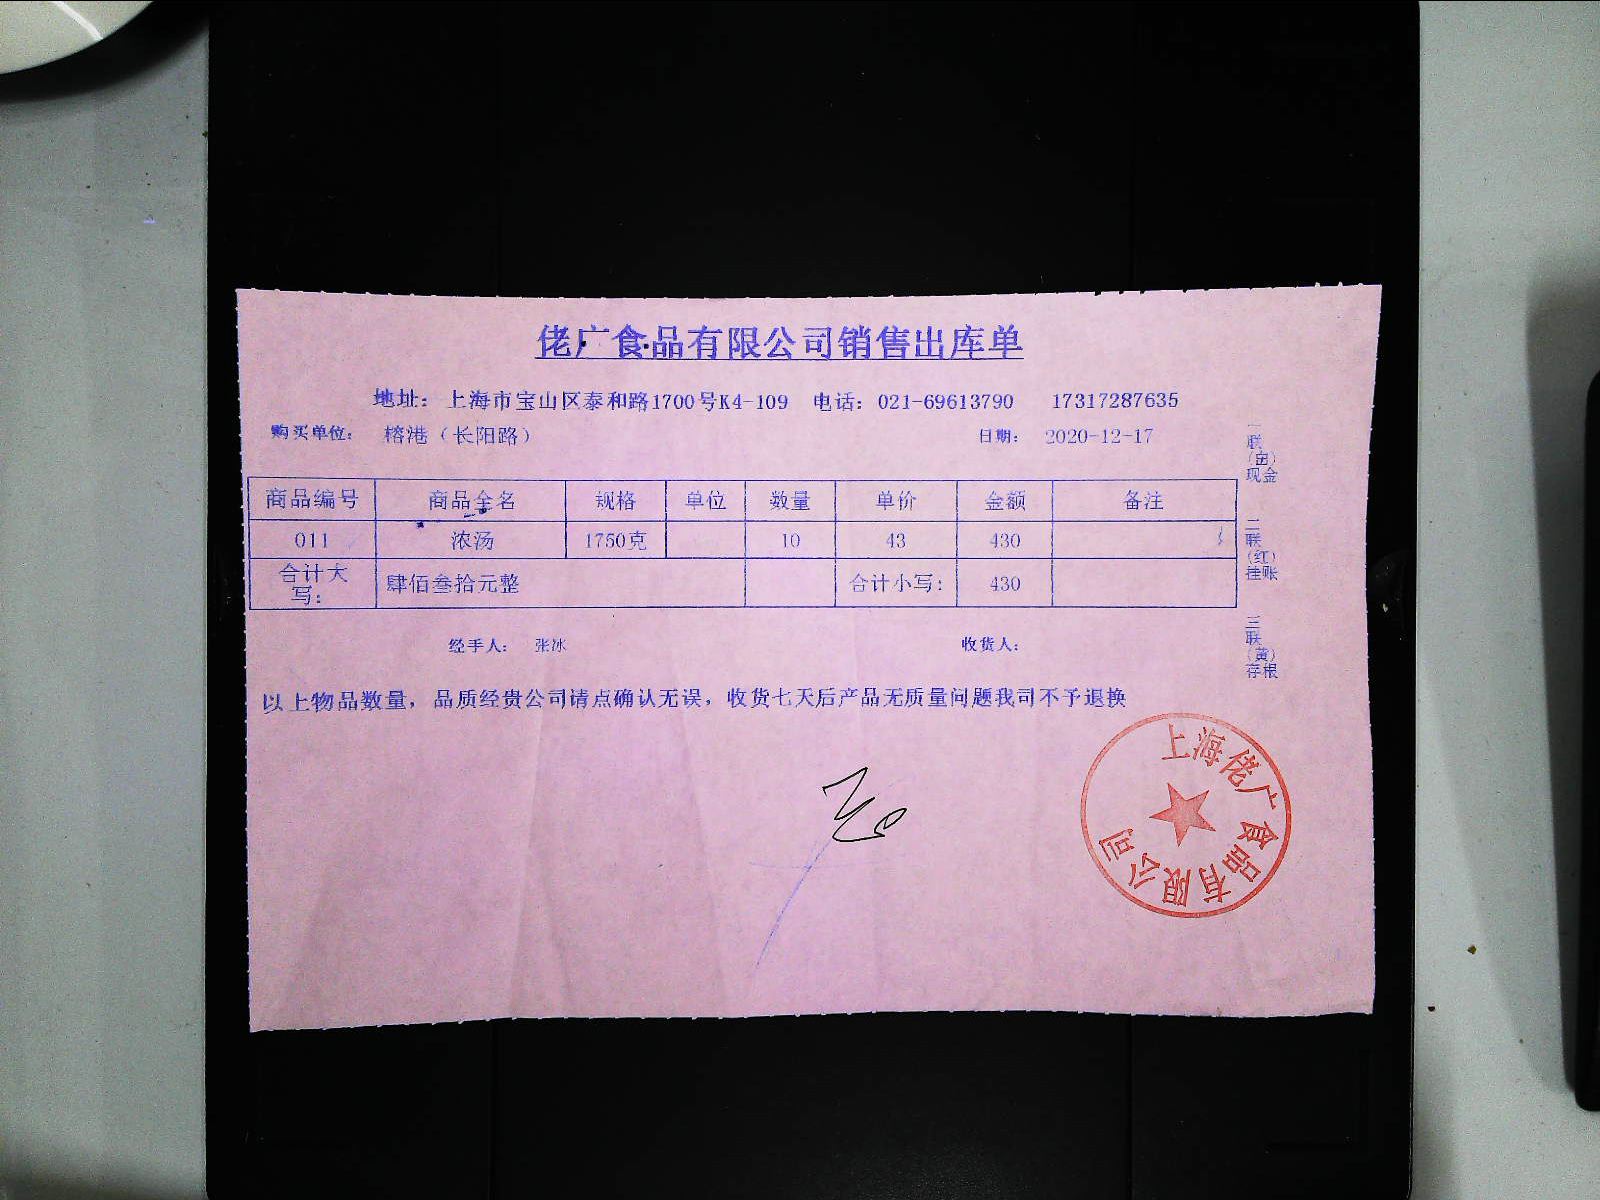 佬广食品有限公司销售出库单
地址：上海市宝山区泰和路1700号K4-109 电话：021-69613790 17317287635
购买单位： 榕港（长阳路） 日期： 2020-12-17
商品编号 商品全名 规格 单位 数量 单价 金额 备注
011 浓汤 1750克 10 43 430
合计大写： 肆佰叁拾元整 合计小写： 430
经手人： 张冰 收货人：
以上物品数量，品质经贵公司请点确认无误，收货七天后产品无质量问题我司不予退换
一联（白）现金
二联（红）挂账
三联（黄）存根
上海佬广食品有限公司